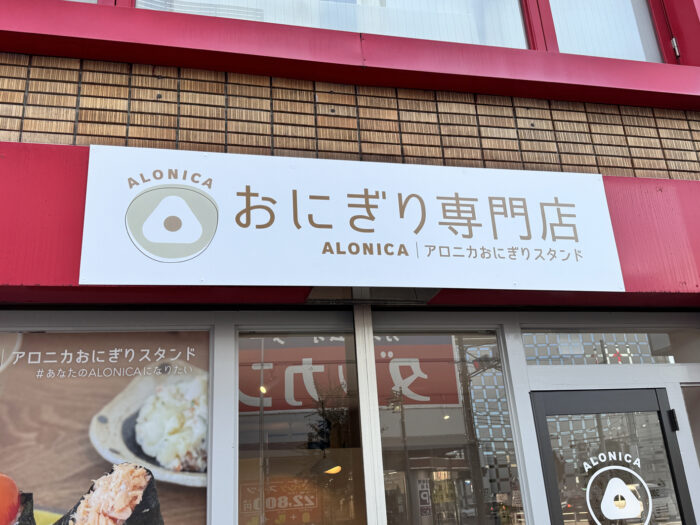 ALONICA
おにぎり専門店
ALONICA|アロニカおにぎりスタンド
|アロニカおにぎりスタンド
#あなたのALONICAになりたい
22,800
ALONICA